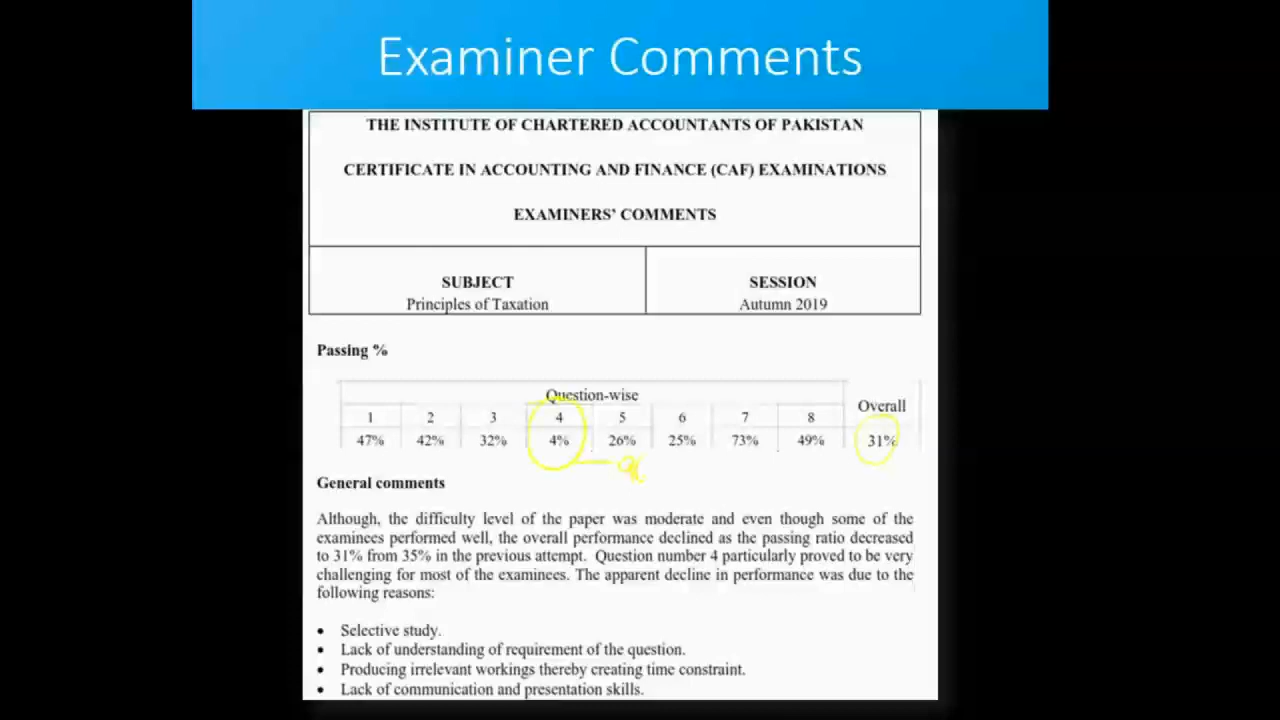 Examiner Comments
THE INSTITUTE OF CHARTERED ACCOUNTANTS OF PAKISTAN
CERTIFICATE IN ACCOUNTING AND FINANCE (CAF) EXAMINATIONS
EXAMINERS' COMMENTS
SUBJECT SESSION
Principles of Taxation Autumn 2019
Passing %
Question-wise Overall
1 2 3 4 5 6 7 8
47% 42% 32% 4% 26% 25% 73% 49% 31%
General comments
Although, the difficulty level of the paper was moderate and even though some of the
examinees performed well, the overall performance declined as the passing ratio decreased
to 31% from 35% in the previous attempt. Question number 4 particularly proved to be very
challenging for most of the examinees. The apparent decline in performance was due to the
following reasons:
• Selective study.
• Lack of understanding of requirement of the question.
• Producing irrelevant workings thereby creating time constraint.
• Lack of communication and presentation skills.